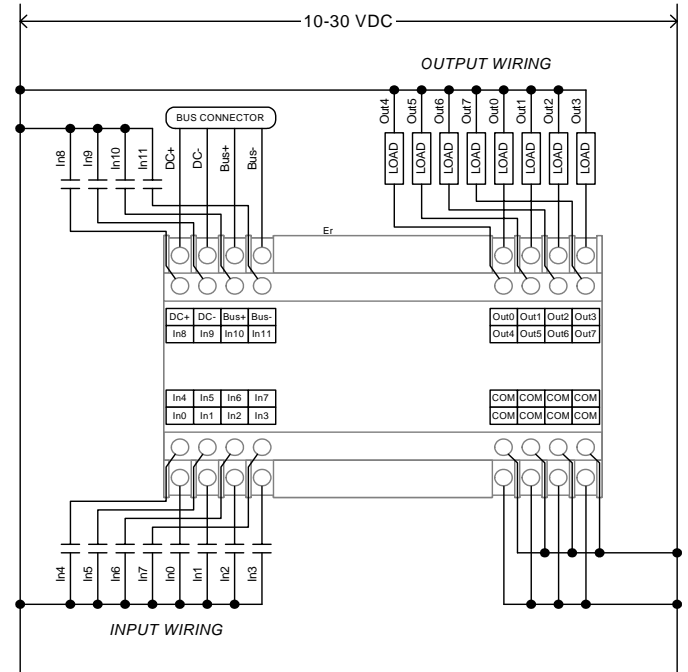 10-30 VDC
OUTPUT WIRING
Out4 Out5 Out6 Out7 Out0 Out1 Out2 Out3
BUS CONNECTOR
In8 In9 In10 In11 DC+ DC- Bus+ Bus-
LOAD LOAD LOAD LOAD LOAD LOAD LOAD LOAD
Er
DC+ DC- Bus+ Bus- Out0 Out1 Out2 Out3
In8 In9 In10 In11 Out4 Out5 Out6 Out7
In4 In5 In6 In7 COM COM COM COM
In0 In1 In2 In3 COM COM COM COM
In4 In5 In6 In7 In0 In1 In2 In3
INPUT WIRING